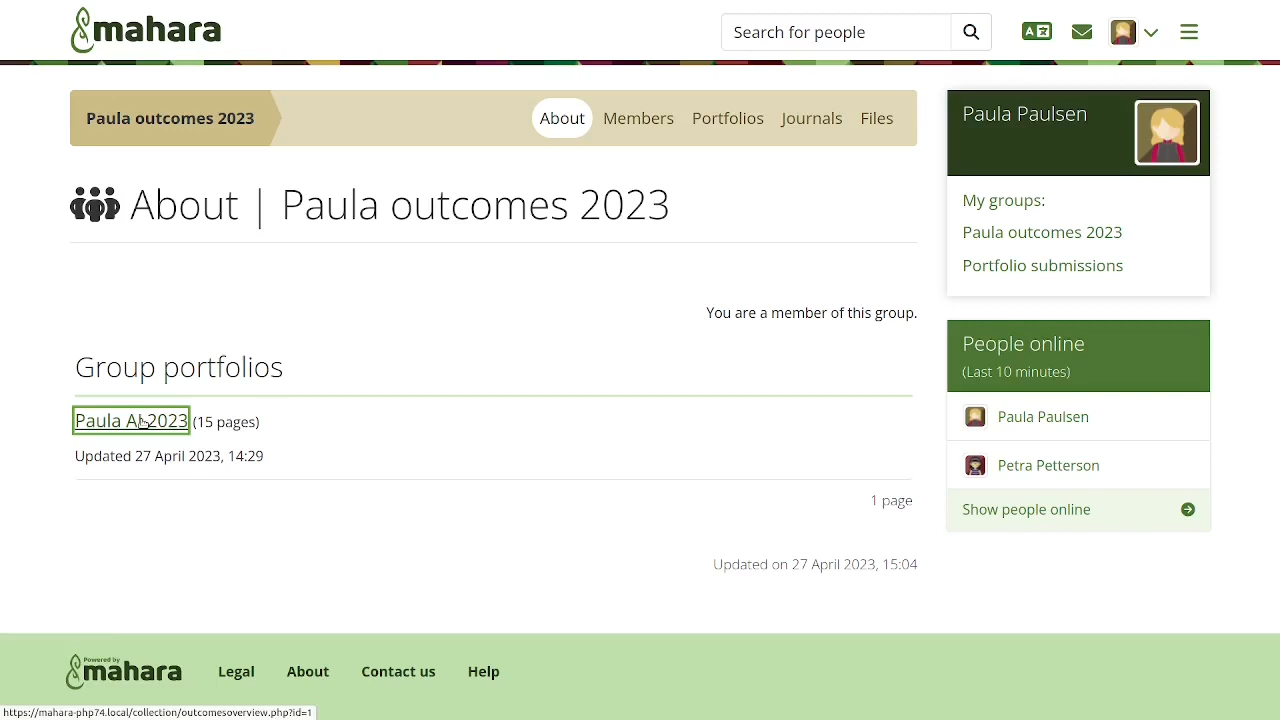 mahara
Search for people
Paula outcomes 2023
About
Members
Portfolios
Journals
Files
About | Paula outcomes 2023
You are a member of this group.
Group portfolios
Paula A 2023 (15 pages)
Updated 27 April 2023, 14:29
1 page
Updated on 27 April 2023, 15:04
Paula Paulsen
My groups:
Paula outcomes 2023
Portfolio submissions
People online
(Last 10 minutes)
Paula Paulsen
Petra Petterson
Show people online
Powered by
mahara
Legal
About
Contact us
Help
https://mahara-php74.local/collection/outcomesoverview.php?id=1